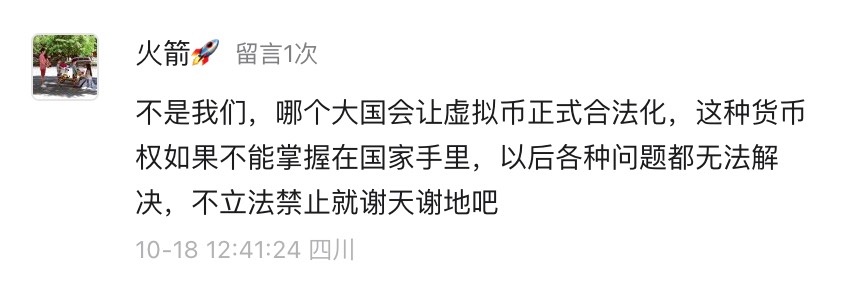 火箭🚀 留言1次
不是我们，哪个大国会让虚拟币正式合法化，这种货币
权如果不能掌握在国家手里，以后各种问题都无法解
决，不立法禁止就谢天谢地吧
10-18 12:41:24 四川